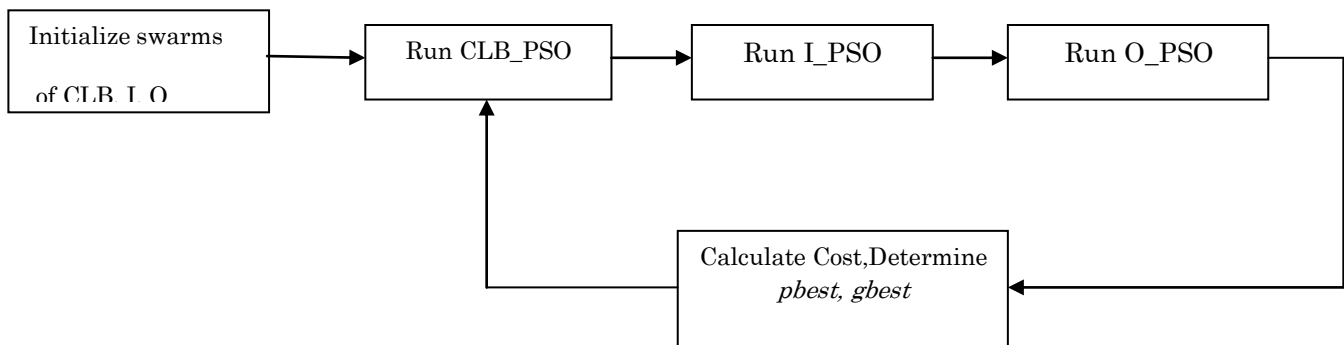 Initialize swarms
of CLB, I, O
Run CLB_PSO
Run I_PSO
Run O_PSO
Calculate Cost,Determine
pbest, gbest